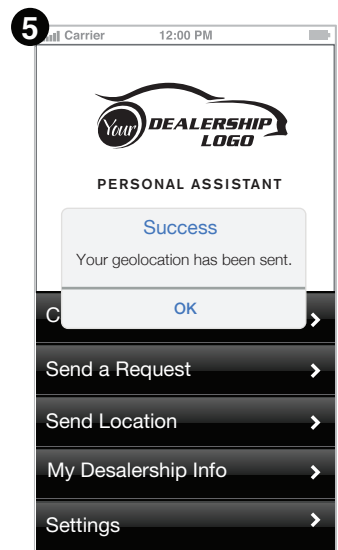 5
Carrier 12:00 PM
Your DEALERSHIP
LOGO
PERSONAL ASSISTANT
Success
Your geolocation has been sent.
OK
C
Send a Request
Send Location
My Desalership Info
Settings